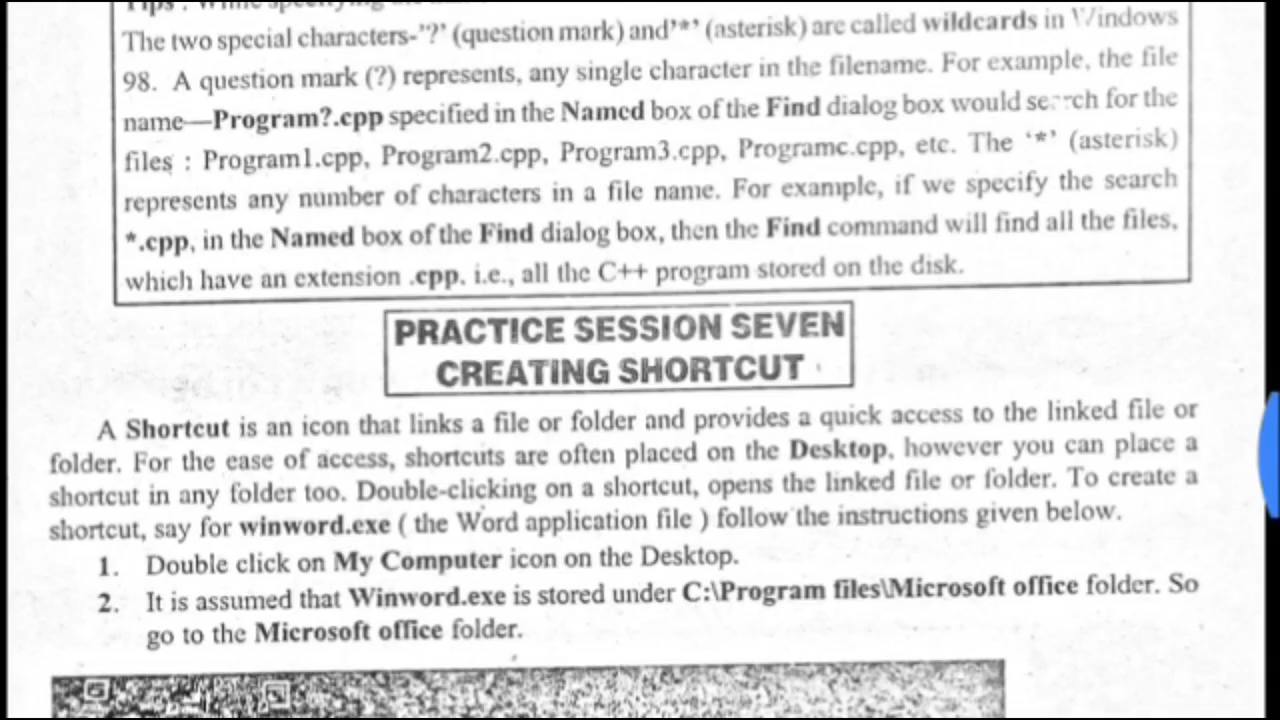 Tips : While specifying the
The two special characters-'?' (question mark) and'*' (asterisk) are called wildcards in Windows
98. A question mark (?) represents, any single character in the filename. For example, the file
name—Program?.cpp specified in the Named box of the Find dialog box would search for the
files : Program1.cpp, Program2.cpp, Program3.cpp, Programc.cpp, etc. The '*' (asterisk)
represents any number of characters in a file name. For example, if we specify the search
*.cpp, in the Named box of the Find dialog box, then the Find command will find all the files,
which have an extension .cpp. i.e., all the C++ program stored on the disk.
PRACTICE SESSION SEVEN
CREATING SHORTCUT
A Shortcut is an icon that links a file or folder and provides a quick access to the linked file or
folder. For the ease of access, shortcuts are often placed on the Desktop, however you can place a
shortcut in any folder too. Double-clicking on a shortcut, opens the linked file or folder. To create a
shortcut, say for winword.exe ( the Word application file ) follow the instructions given below.
1. Double click on My Computer icon on the Desktop.
2. It is assumed that Winword.exe is stored under C:\Program files\Microsoft office folder. So
go to the Microsoft office folder.